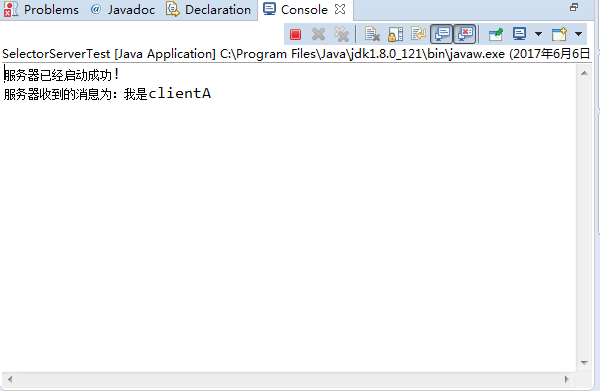 Problems @ Javadoc Declaration Console
SelectorServerTest [Java Application] C:\Program Files\Java\jdk1.8.0_121\bin\javaw.exe (2017年6月6日
服务器已经启动成功!
服务器收到的消息为：我是clientA